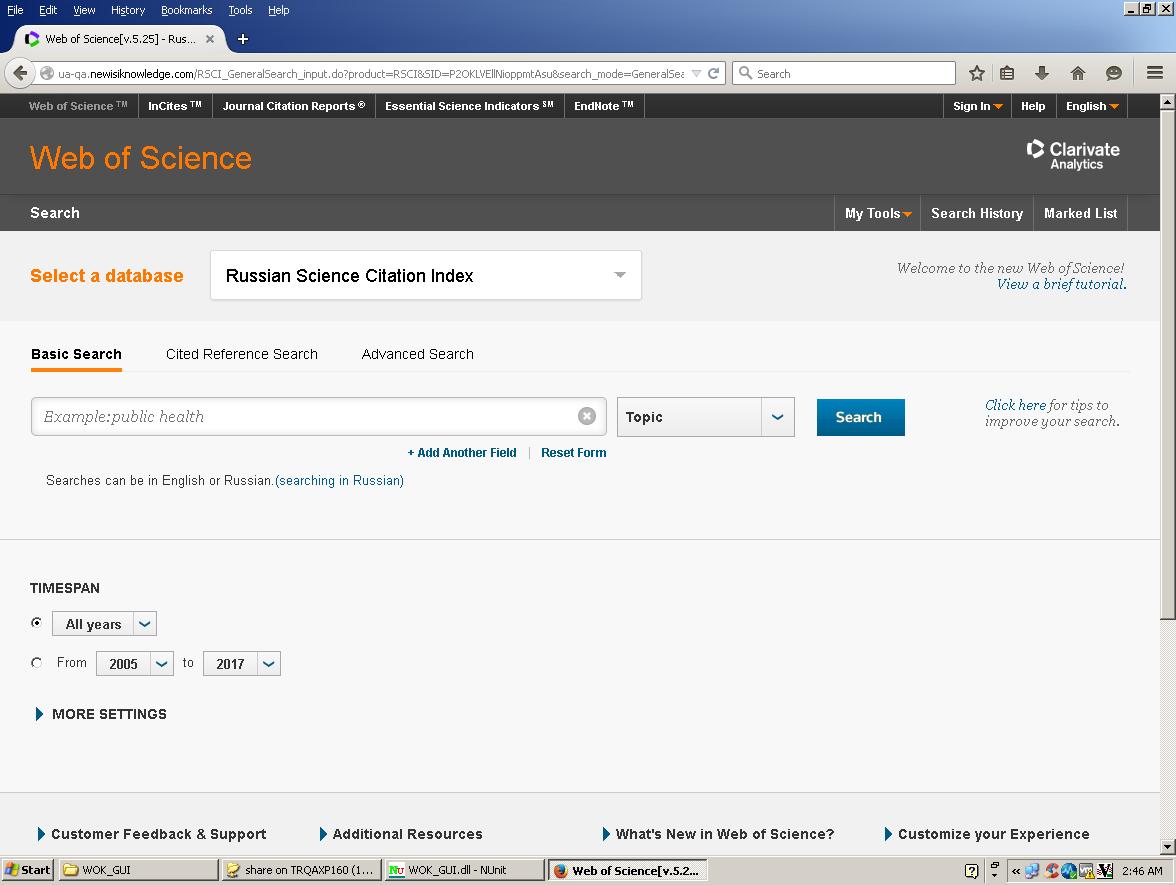 File Edit View History Bookmarks Tools Help
Web of Science[v.5.25] - Rus...
ua-qa.newisiknowledge.com/RSCI_GeneralSearch_input.do?product=RSCI&SID=P2OKLVEllNioppmtAsu&search_mode=GeneralSea
Search
Web of Science ™ InCites ™ Journal Citation Reports ® Essential Science Indicators ℠ EndNote ™ Sign In Help English
Web of Science
Clarivate
Analytics
Search My Tools Search History Marked List
Select a database Russian Science Citation Index
Welcome to the new Web of Science!
View a brief tutorial.
Basic Search Cited Reference Search Advanced Search
Example:public health Topic Search
Click here for tips to
improve your search.
+ Add Another Field | Reset Form
Searches can be in English or Russian.(searching in Russian)
TIMESPAN
All years
From 2005 to 2017
MORE SETTINGS
Customer Feedback & Support Additional Resources What's New in Web of Science? Customize your Experience
Start WOK_GUI share on TRQAXP160 (1... WOK_GUI.dll - NUnit Web of Science[v.5.2... « 2:46 AM